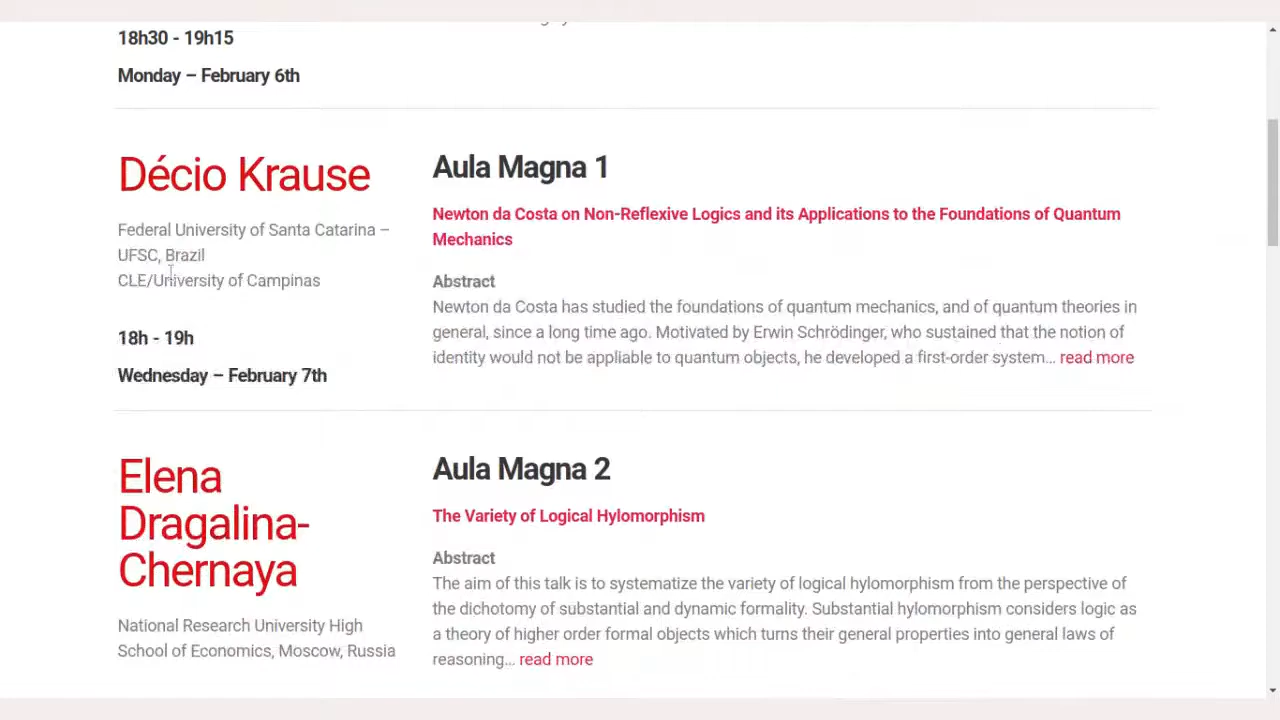 18h30 - 19h15
Monday – February 6th
Décio Krause
Federal University of Santa Catarina –
UFSC, Brazil
CLE/University of Campinas
18h - 19h
Wednesday – February 7th
Aula Magna 1
Newton da Costa on Non-Reflexive Logics and its Applications to the Foundations of Quantum
Mechanics
Abstract
Newton da Costa has studied the foundations of quantum mechanics, and of quantum theories in
general, since a long time ago. Motivated by Erwin Schrödinger, who sustained that the notion of
identity would not be appliable to quantum objects, he developed a first-order system... read more
Elena
Dragalina-
Chernaya
National Research University High
School of Economics, Moscow, Russia
Aula Magna 2
The Variety of Logical Hylomorphism
Abstract
The aim of this talk is to systematize the variety of logical hylomorphism from the perspective of
the dichotomy of substantial and dynamic formality. Substantial hylomorphism considers logic as
a theory of higher order formal objects which turns their general properties into general laws of
reasoning... read more